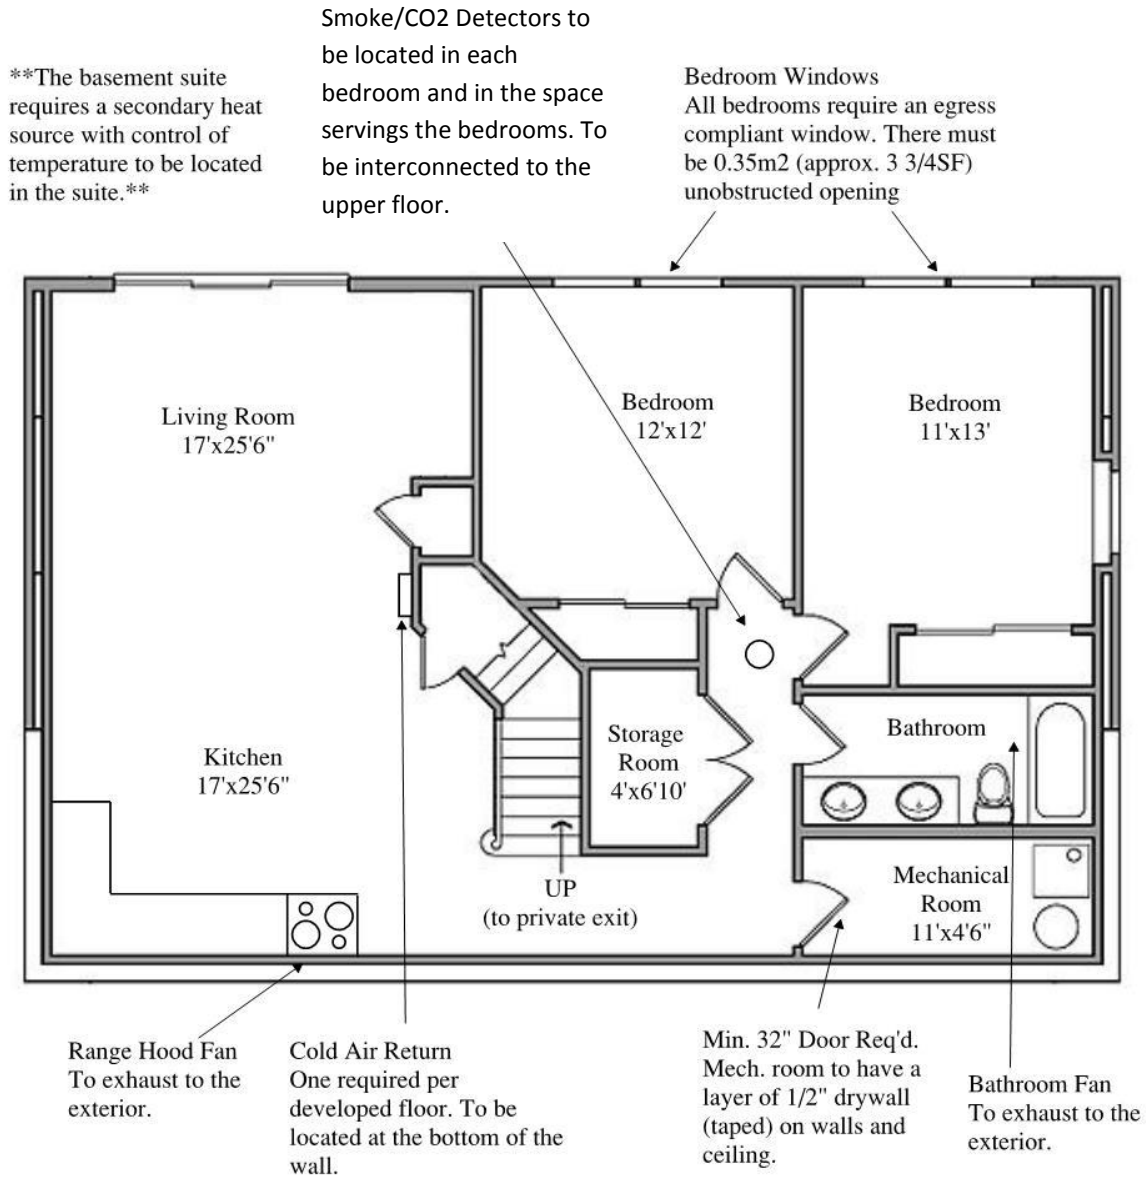 Smoke/CO2 Detectors to
be located in each
bedroom and in the space
servings the bedrooms. To
be interconnected to the
upper floor.
**The basement suite
requires a secondary heat
source with control of
temperature to be located
in the suite.**
Bedroom Windows
All bedrooms require an egress
compliant window. There must
be 0.35m2 (approx. 3 3/4SF)
unobstructed opening
Living Room
17'x25'6"
Bedroom
12'x12'
Bedroom
11'x13'
Kitchen
17'x25'6"
Storage
Room
4'x6'10'
Bathroom
UP
(to private exit)
Mechanical
Room
11'x4'6"
Range Hood Fan
To exhaust to the
exterior.
Cold Air Return
One required per
developed floor. To be
located at the bottom of the
wall.
Min. 32" Door Req'd.
Mech. room to have a
layer of 1/2" drywall
(taped) on walls and
ceiling.
Bathroom Fan
To exhaust to the
exterior.